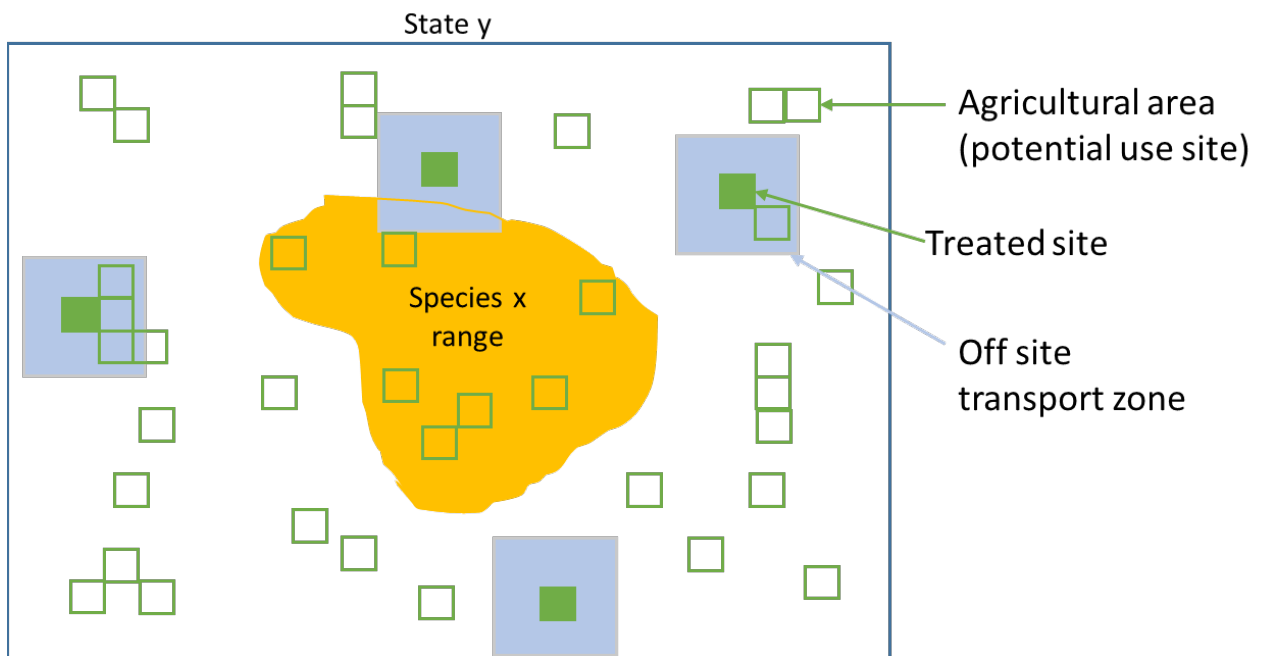 State y
Agricultural area
(potential use site)
Treated site
Species x
range
Off site
transport zone